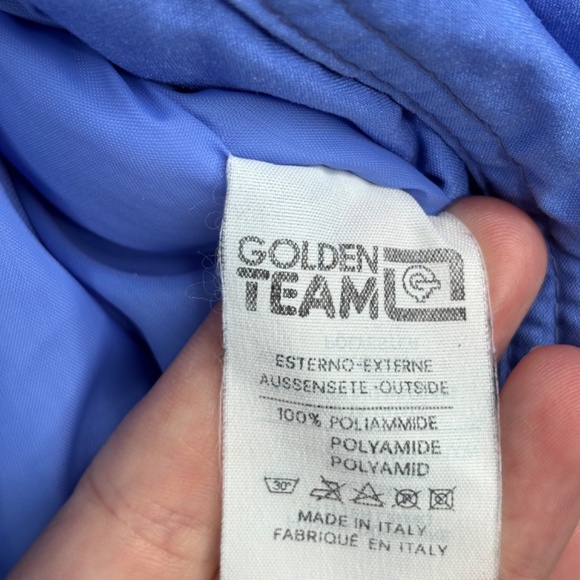 GOLDEN
TEAM
ESTERNO-EXTERNE
AUSSENSETE-OUTSIDE
100% POLIAMMIDE
POLYAMIDE
POLYAMID
30°
MADE IN ITALY
FABRIQUÉ EN ITALY